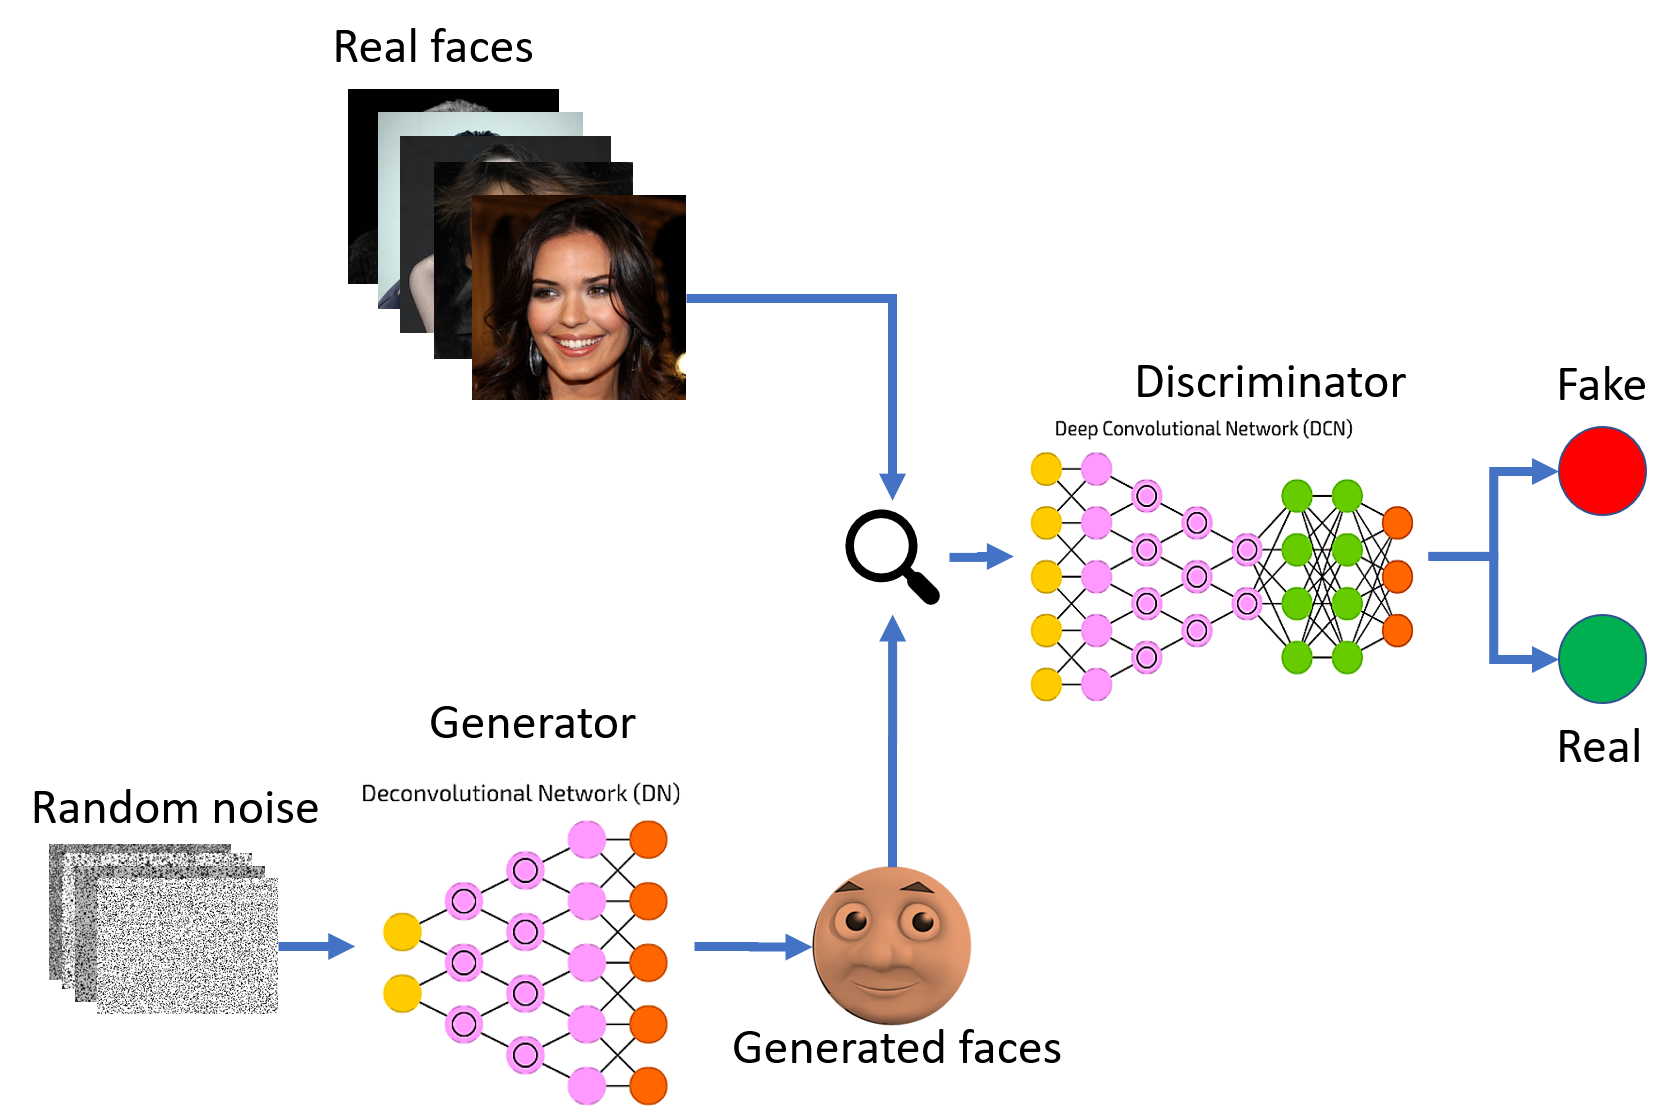 Real faces
Discriminator
Deep Convolutional Network (DCN)
Fake
Real
Generator
Deconvolutional Network (DN)
Random noise
Generated faces